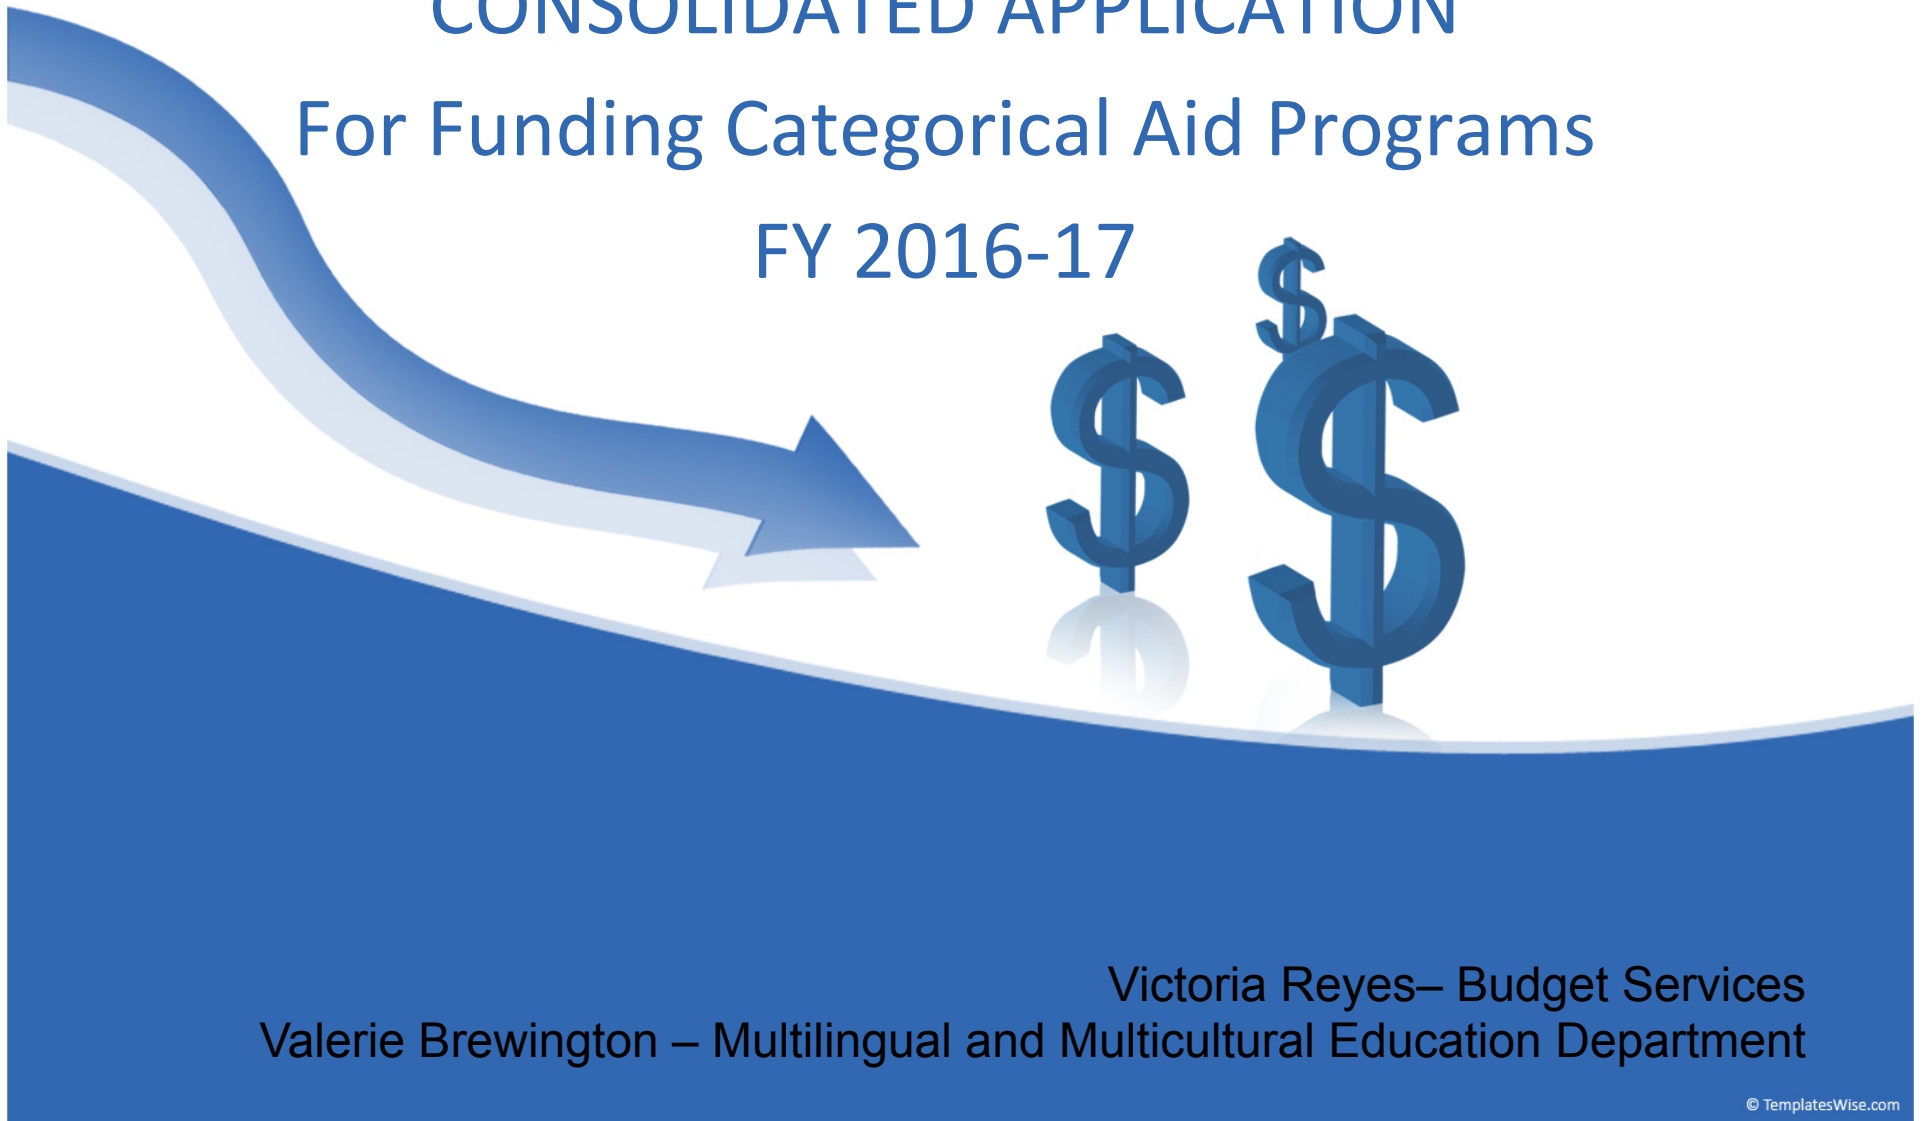 CONSOLIDATED APPLICATION
For Funding Categorical Aid Programs
FY 2016-17
Victoria Reyes– Budget Services
Valerie Brewington – Multilingual and Multicultural Education Department
© TemplatesWise.com